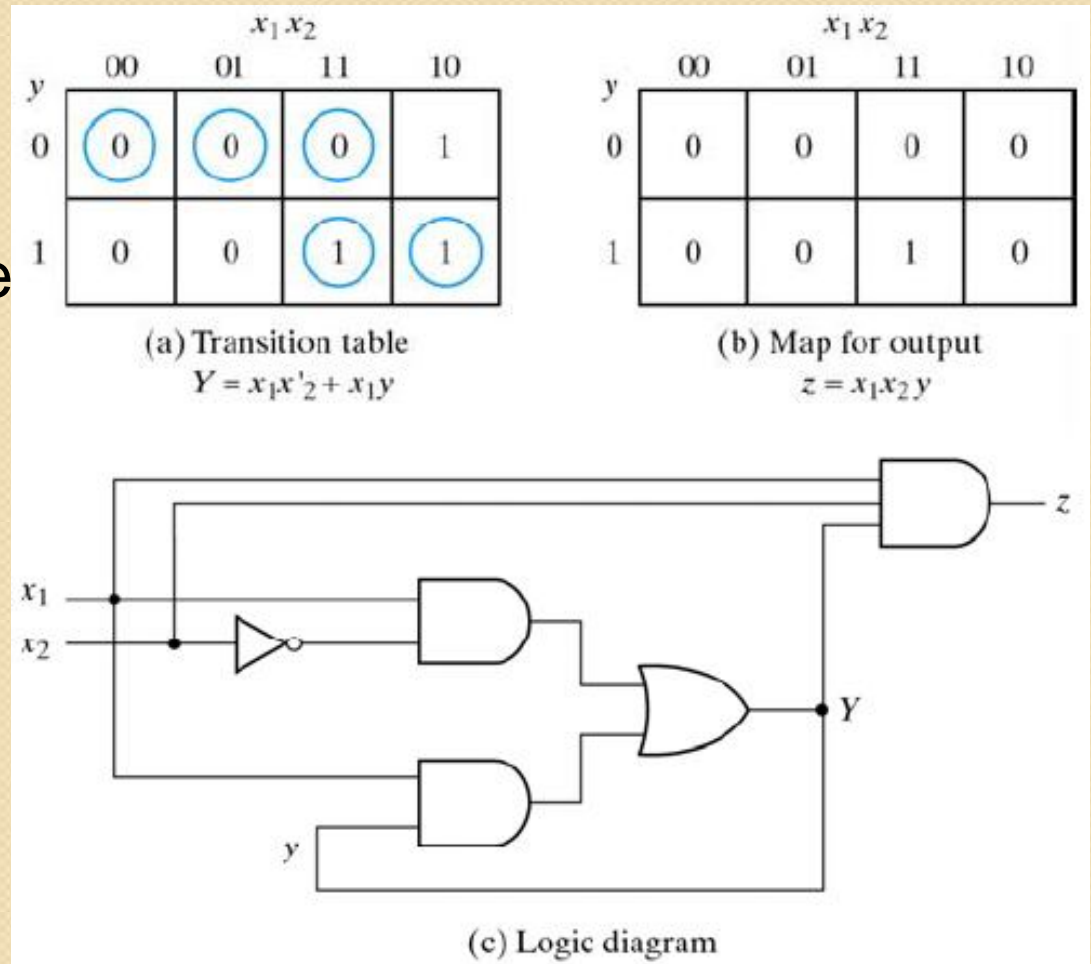 x₁ x₂
00 01 11 10
y
0 0 0 0 1
1 0 0 1 1
(a) Transition table
Y = x₁x'₂ + x₁y
x₁ x₂
00 01 11 10
y
0 0 0 0 0
1 0 0 1 0
(b) Map for output
z = x₁x₂ y
e
z
x₁
x₂
Y
y
(c) Logic diagram